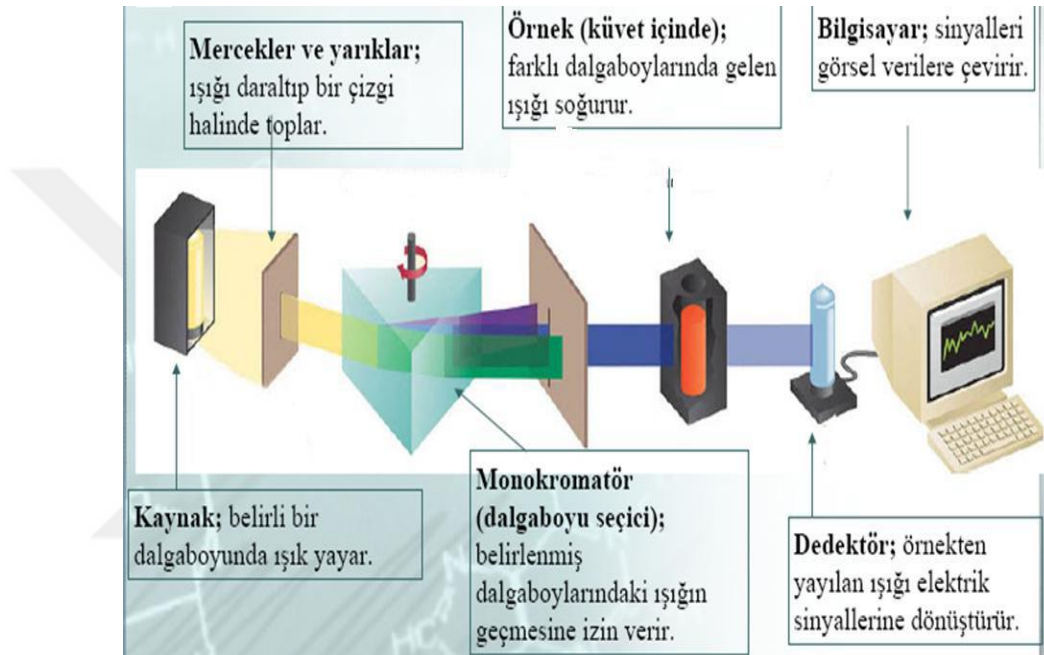 Mercekler ve yarıklar;
ışığı daraltıp bir çizgi
halinde toplar.
Örnek (küvet içinde);
farklı dalgaboylarında gelen
ışığı soğurur.
Bilgisayar; sinyalleri
görsel verilere çevirir.
Kaynak; belirli bir
dalgaboyunda ışık yayar.
Monokromatör
(dalgaboyu seçici);
belirlenmiş
dalgaboylarındaki ışığın
geçmesine izin verir.
Dedektör; örnekten
yayılan ışığı elektrik
sinyallerine dönüştürür.